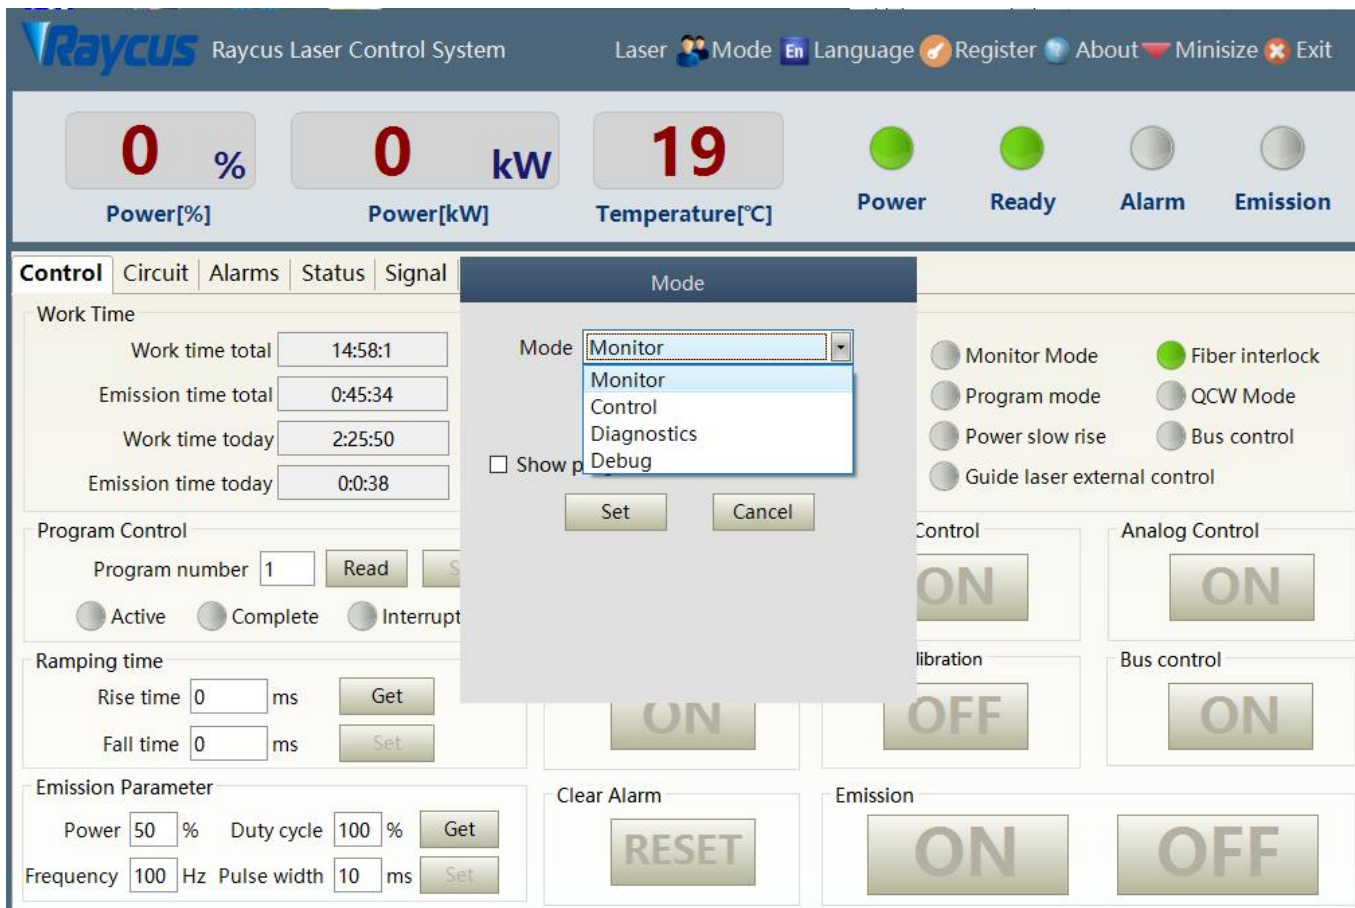 Raycus Raycus Laser Control System Laser Mode En Language Register About Minisize Exit
0 % 0 kW 19
Power[%] Power[kW] Temperature[°C] Power Ready Alarm Emission
Control Circuit Alarms Status Signal
Mode
Work Time
Work time total 14:58:1
Emission time total 0:45:34
Work time today 2:25:50
Emission time today 0:0:38
Mode Monitor
Monitor
Control
Diagnostics
Debug
Show p
Set Cancel
Monitor Mode Fiber interlock
Program mode QCW Mode
Power slow rise Bus control
Guide laser external control
Program Control
Program number 1 Read S
Active Complete Interrupt
Control Analog Control
ON ON
Ramping time
Rise time 0 ms Get
Fall time 0 ms Set
ON
libration Bus control
OFF ON
Emission Parameter
Power 50 % Duty cycle 100 % Get
Frequency 100 Hz Pulse width 10 ms Set
Clear Alarm
RESET
Emission
ON OFF